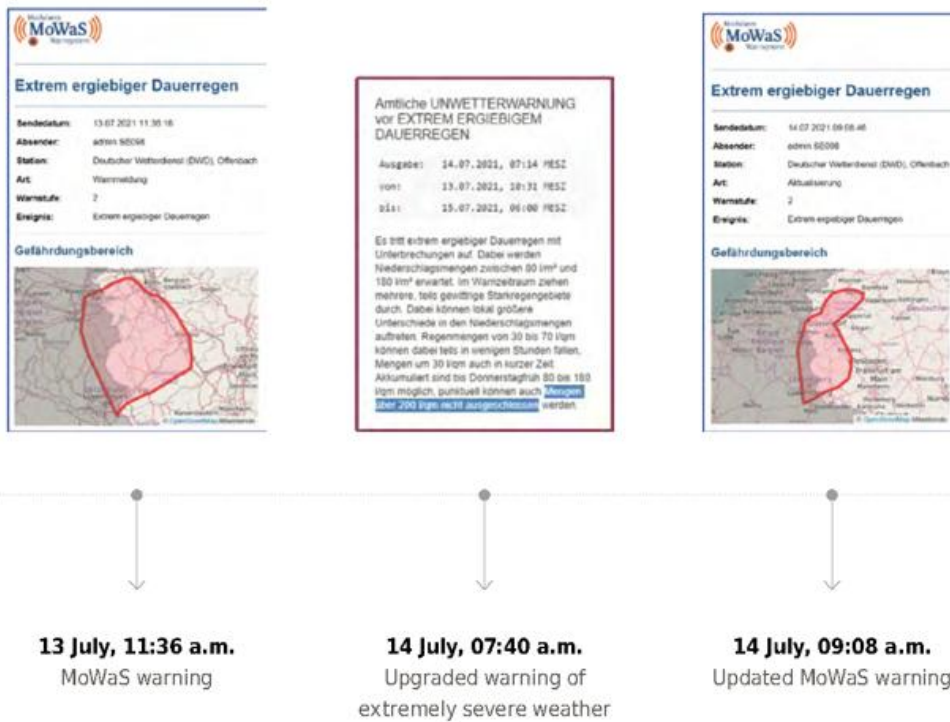 MoWaS
Extrem ergiebiger Dauerregen
Sendedatum: 13.07.2021 11:36:16
Absender:
Station: Deutscher Wetterdienst (DWD), Offenbach
Art: Warnmeldung
Warnstufe: 2
Ereignis: Extrem ergiebiger Dauerregen
Gefährdungsbereich
© OpenStreetMap
Amtliche UNWETTERWARNUNG
vor EXTREM ERGIEBIGEM
DAUERREGEN
Ausgabe: 14.07.2021, 07:14 MESZ
von: 13.07.2021, 10:31 MESZ
bis: 15.07.2021, 06:00 MESZ
Es tritt extrem ergiebiger Dauerregen mit
Unterbrechungen auf. Dabei werden
Niederschlagsmengen zwischen 80 l/m² und
180 l/m² erwartet. Im Warnzeitraum ziehen
mehrere, teils gewittrige Starkregengebiete
durch. Dabei können lokal größere
Unterschiede in den Niederschlagsmengen
auftreten. Regenmengen von 30 bis 70 l/qm
können dabei teils in wenigen Stunden fallen,
Mengen um 30 l/qm auch in kurzer Zeit.
Akkumuliert sind bis Donnerstagfrüh 80 bis 180
l/qm möglich, punktuell können auch Mengen
über 200 l/qm nicht ausgeschlossen werden.
MoWaS
Extrem ergiebiger Dauerregen
Sendedatum: 14.07.2021 09:08:46
Absender:
Station: Deutscher Wetterdienst (DWD), Offenbach
Art: Aktualisierung
Warnstufe: 2
Ereignis: Extrem ergiebiger Dauerregen
Gefährdungsbereich
© OpenStreetMap
13 July, 11:36 a.m.
MoWaS warning
14 July, 07:40 a.m.
Upgraded warning of
extremely severe weather
14 July, 09:08 a.m.
Updated MoWaS warning